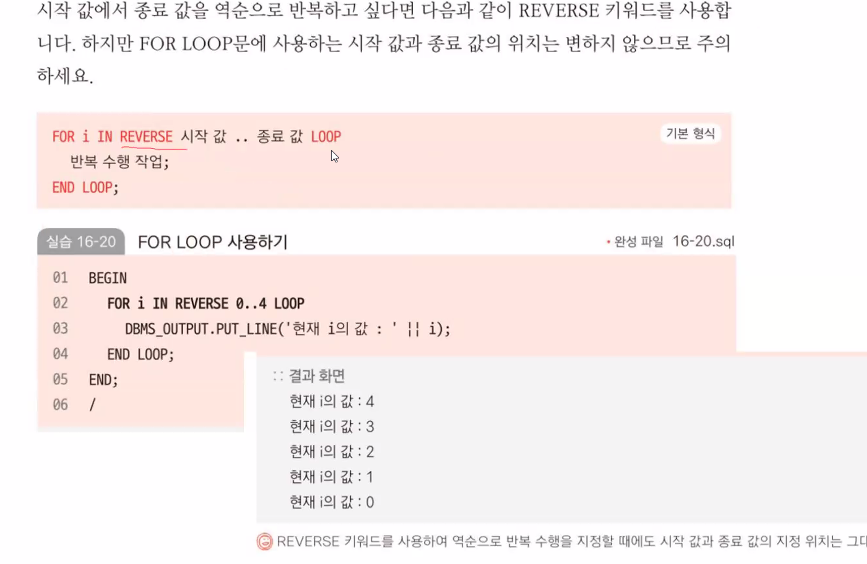 시작 값에서 종료 값을 역순으로 반복하고 싶다면 다음과 같이 REVERSE 키워드를 사용합
니다. 하지만 FOR LOOP문에 사용하는 시작 값과 종료 값의 위치는 변하지 않으므로 주의
하세요.
FOR i IN REVERSE 시작 값 .. 종료 값 LOOP 기본 형식
반복 수행 작업;
END LOOP;
실습 16-20 FOR LOOP 사용하기 • 완성 파일 16-20.sql
01 BEGIN
02 FOR i IN REVERSE 0..4 LOOP
03 DBMS_OUTPUT.PUT_LINE('현재 i의 값 : ' || i);
04 END LOOP;
05 END;
06 /
:: 결과 화면
현재 i의 값 : 4
현재 i의 값 : 3
현재 i의 값 : 2
현재 i의 값 : 1
현재 i의 값 : 0
REVERSE 키워드를 사용하여 역순으로 반복 수행을 지정할 때에도 시작 값과 종료 값의 지정 위치는 그대